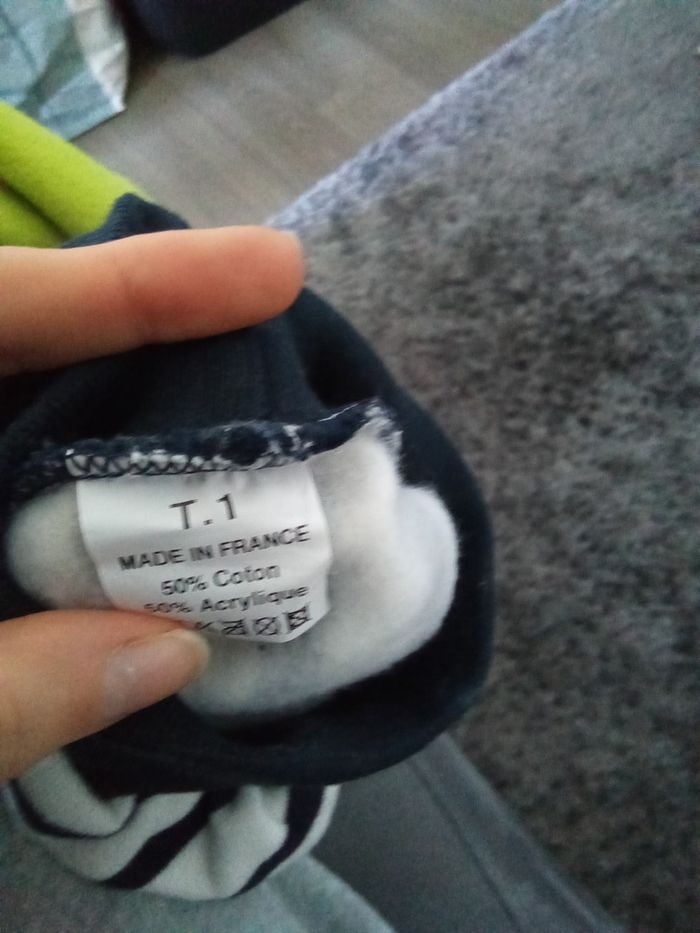 T.1
MADE IN FRANCE
50% Coton
50% Acrylique